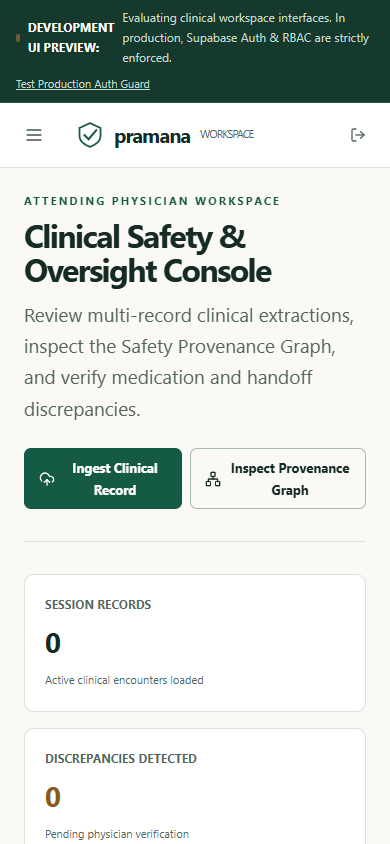 DEVELOPMENT UI PREVIEW:
Evaluating clinical workspace interfaces. In
production, Supabase Auth & RBAC are strictly
enforced.
Test Production Auth Guard
pramana WORKSPACE
ATTENDING PHYSICIAN WORKSPACE
Clinical Safety &
Oversight Console
Review multi-record clinical extractions,
inspect the Safety Provenance Graph,
and verify medication and handoff
discrepancies.
Ingest Clinical
Record
Inspect Provenance
Graph
SESSION RECORDS
0
Active clinical encounters loaded
DISCREPANCIES DETECTED
0
Pending physician verification